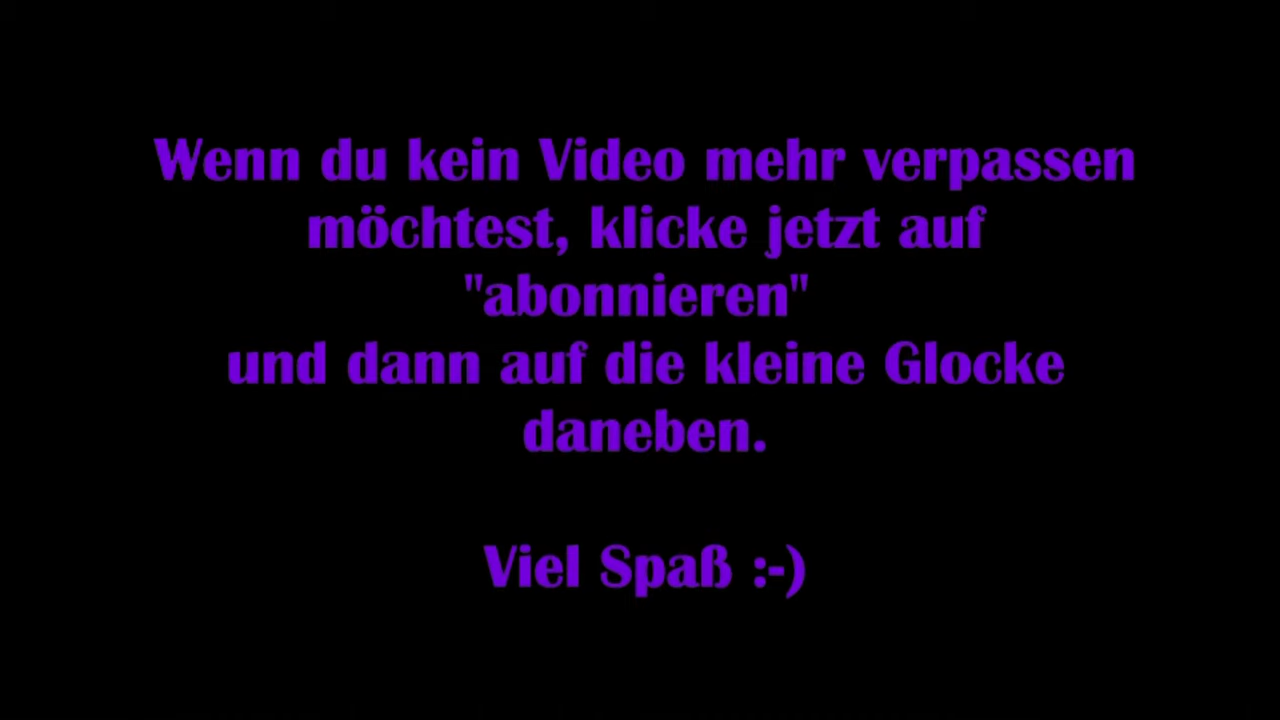 Wenn du kein Video mehr verpassen
möchtest, klicke jetzt auf
"abonnieren"
und dann auf die kleine Glocke
daneben.
Viel Spaß :-)